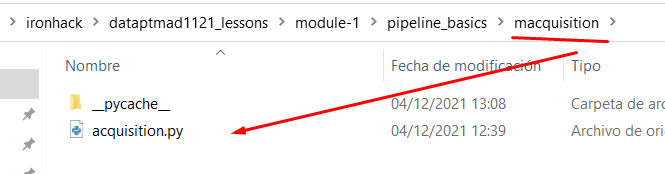 ironhack > dataptmad1121_lessons > module-1 > pipeline_basics > macquisition >
Nombre Fecha de modificación Tipo
__pycache__ 04/12/2021 13:08 Carpeta de arc
acquisition.py 04/12/2021 12:39 Archivo de ori